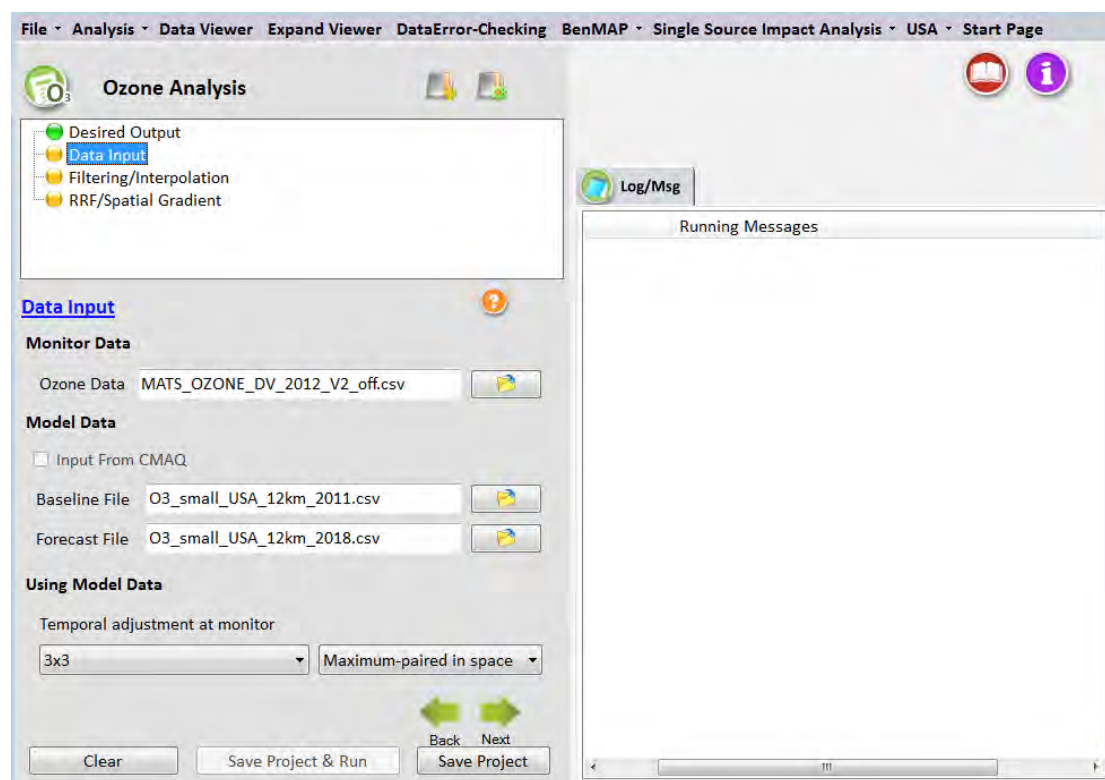 File Analysis Data Viewer Expand Viewer DataError-Checking BenMAP Single Source Impact Analysis USA Start Page
O3 Ozone Analysis
Desired Output
Data Input
Filtering/Interpolation
RRF/Spatial Gradient
Log/Msg
Running Messages
Data Input
Monitor Data
Ozone Data MATS_OZONE_DV_2012_V2_off.csv
Model Data
Input From CMAQ
Baseline File O3_small_USA_12km_2011.csv
Forecast File O3_small_USA_12km_2018.csv
Using Model Data
Temporal adjustment at monitor
3x3 Maximum-paired in space
Back Next
Clear Save Project & Run Save Project